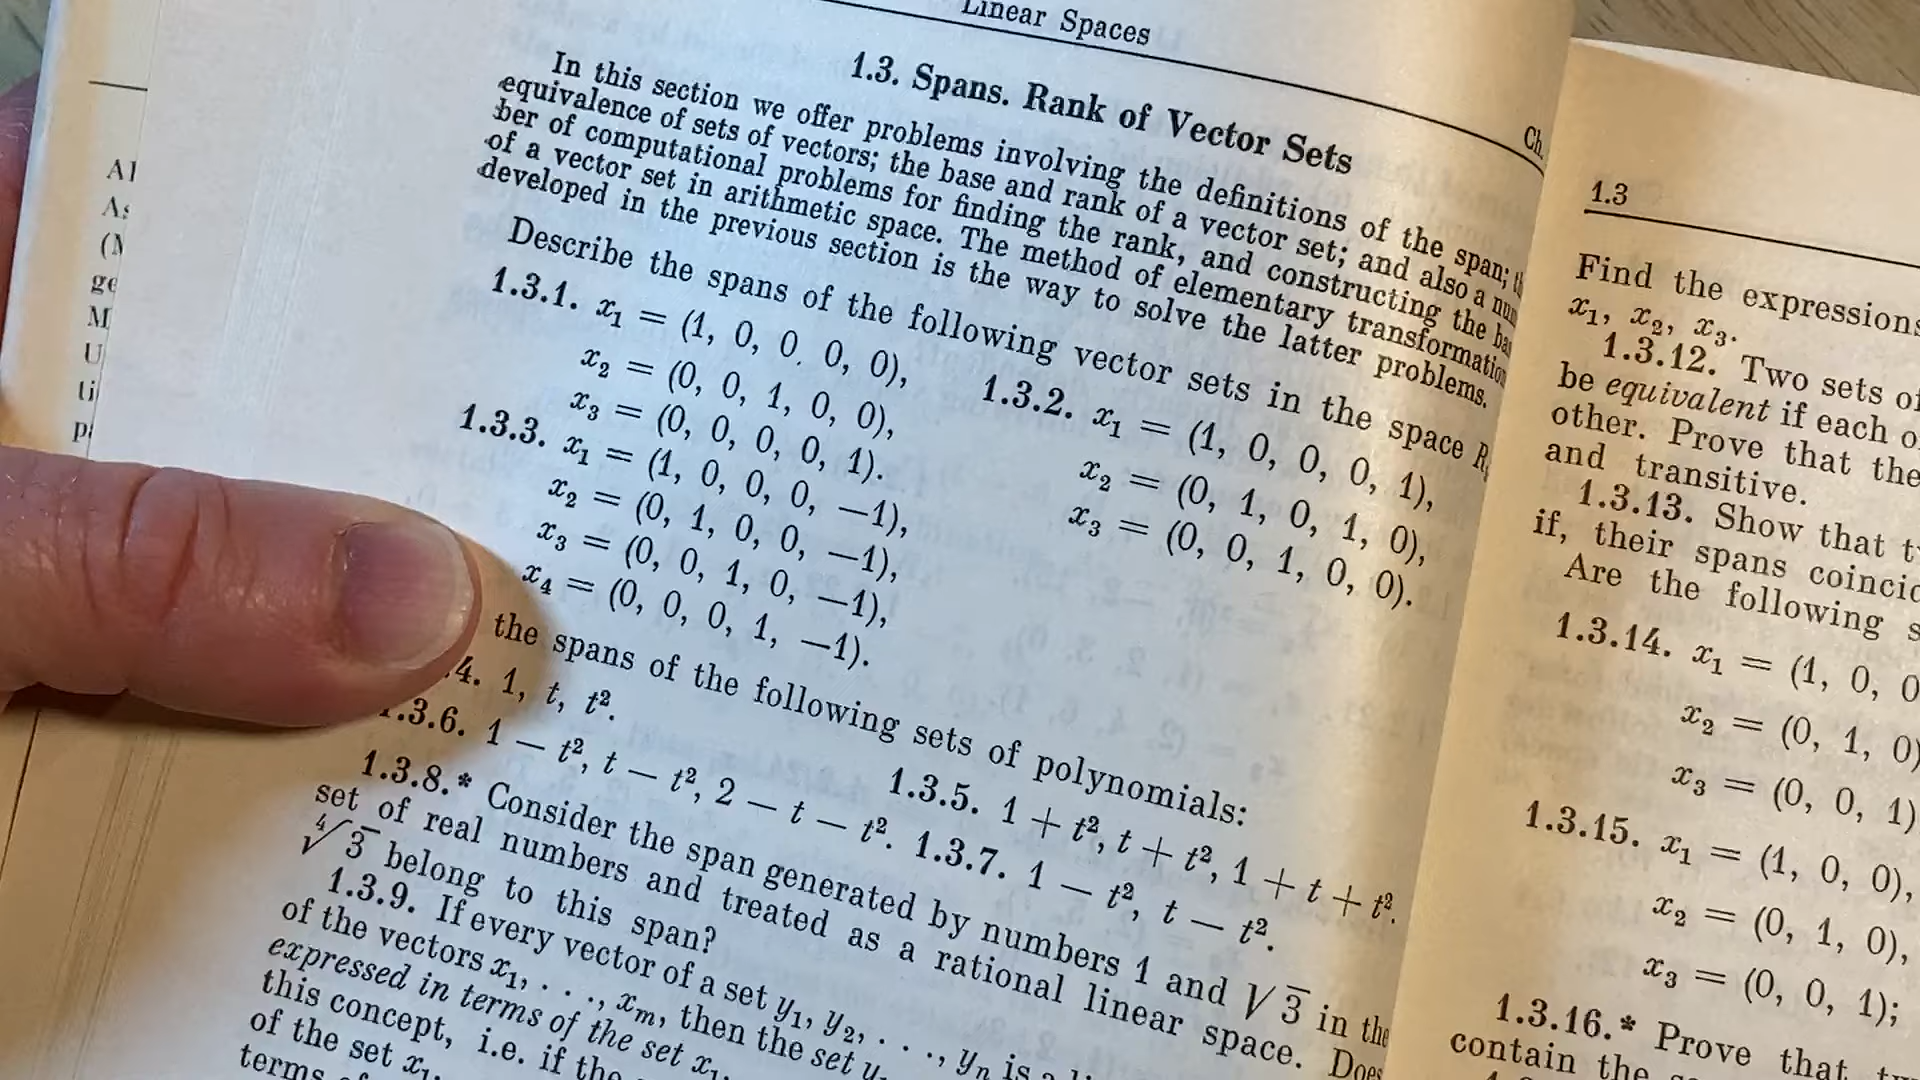 Linear Spaces
Ch.
1.3. Spans. Rank of Vector Sets
In this section we offer problems involving the definitions of the span;
equivalence of sets of vectors; the base and rank of a vector set; and also a
ber of computational problems for finding the rank, and constructing the
of a vector set in arithmetic space. The method of elementary
developed in the previous section is the way to solve the latter problems.
Describe the spans of the following vector sets in the space
1.3.1. x₁ = (1, 0, 0, 0, 0),
x₂ = (0, 0, 1, 0, 0),
x₃ = (0, 0, 0, 0, 1).
1.3.2. x₁ = (1, 0, 0, 0, 1),
x₂ = (0, 1, 0, 1, 0),
x₃ = (0, 0, 1, 0, 0).
1.3.3. x₁ = (1, 0, 0, 0, −1),
x₂ = (0, 1, 0, 0, −1),
x₃ = (0, 0, 1, 0, −1),
x₄ = (0, 0, 0, 1, −1).
the spans of the following sets of polynomials:
.4. 1, t, t².
1.3.5. 1 + t², t + t², 1 + t + t².
1.3.6. 1 − t², t − t², 2 − t − t². 1.3.7. 1 − t², t − t².
1.3.8.* Consider the span generated by numbers 1 and √3 in the
set of real numbers and treated as a rational linear space. Does
∜3 belong to this span?
1.3.9. If every vector of a set y₁, y₂, . . ., yₙ is a
of the vectors x₁, . . ., xₘ, then the set
expressed in terms of the set x₁
this concept, i.e. if the
of the set x₁
terms
1.3
Find the expressions
x₁, x₂, x₃.
1.3.12. Two sets of
be equivalent if each
other. Prove that the
and transitive.
1.3.13. Show that
if, their spans
Are the following
1.3.14. x₁ = (1, 0, 0
x₂ = (0, 1, 0)
x₃ = (0, 0, 1)
1.3.15. x₁ = (1, 0, 0),
x₂ = (0, 1, 0),
x₃ = (0, 0, 1);
1.3.16.* Prove that
contain the